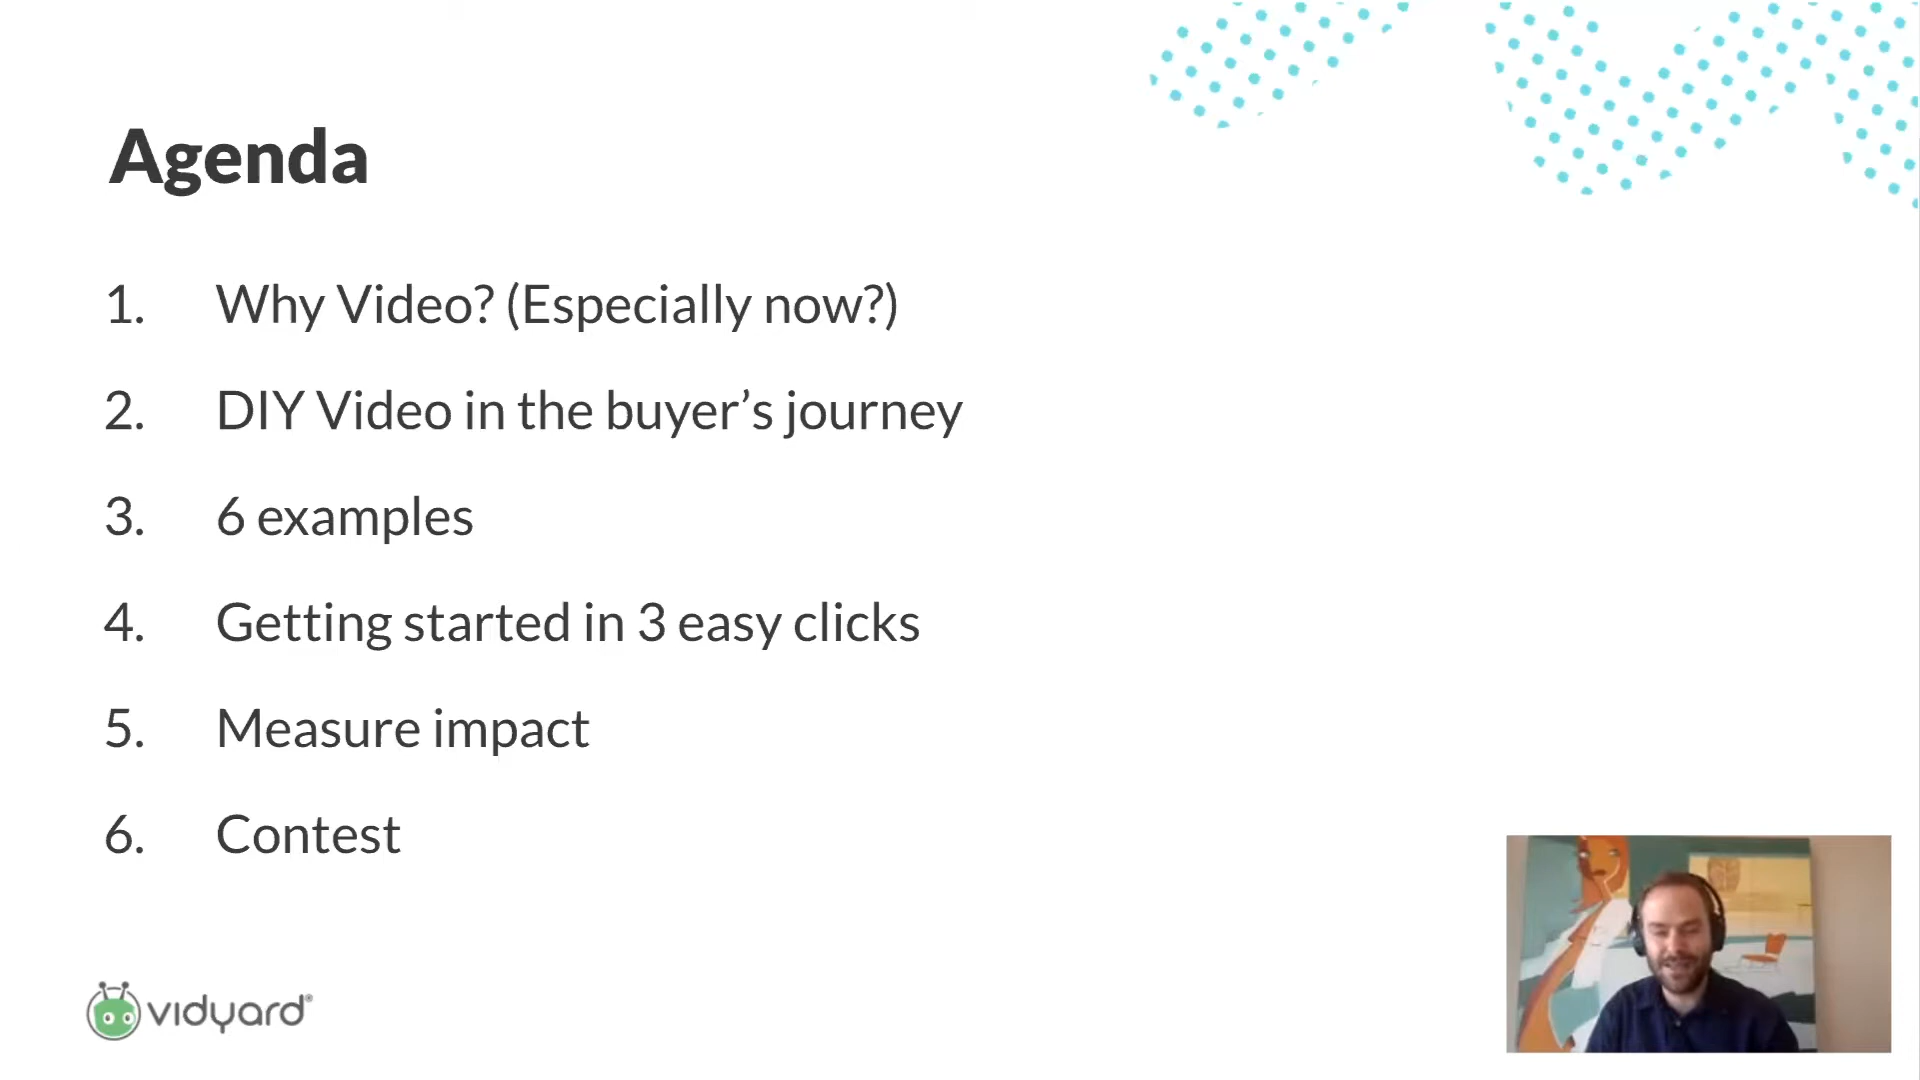 Agenda
1. Why Video? (Especially now?)
2. DIY Video in the buyer’s journey
3. 6 examples
4. Getting started in 3 easy clicks
5. Measure impact
6. Contest
vidyard®